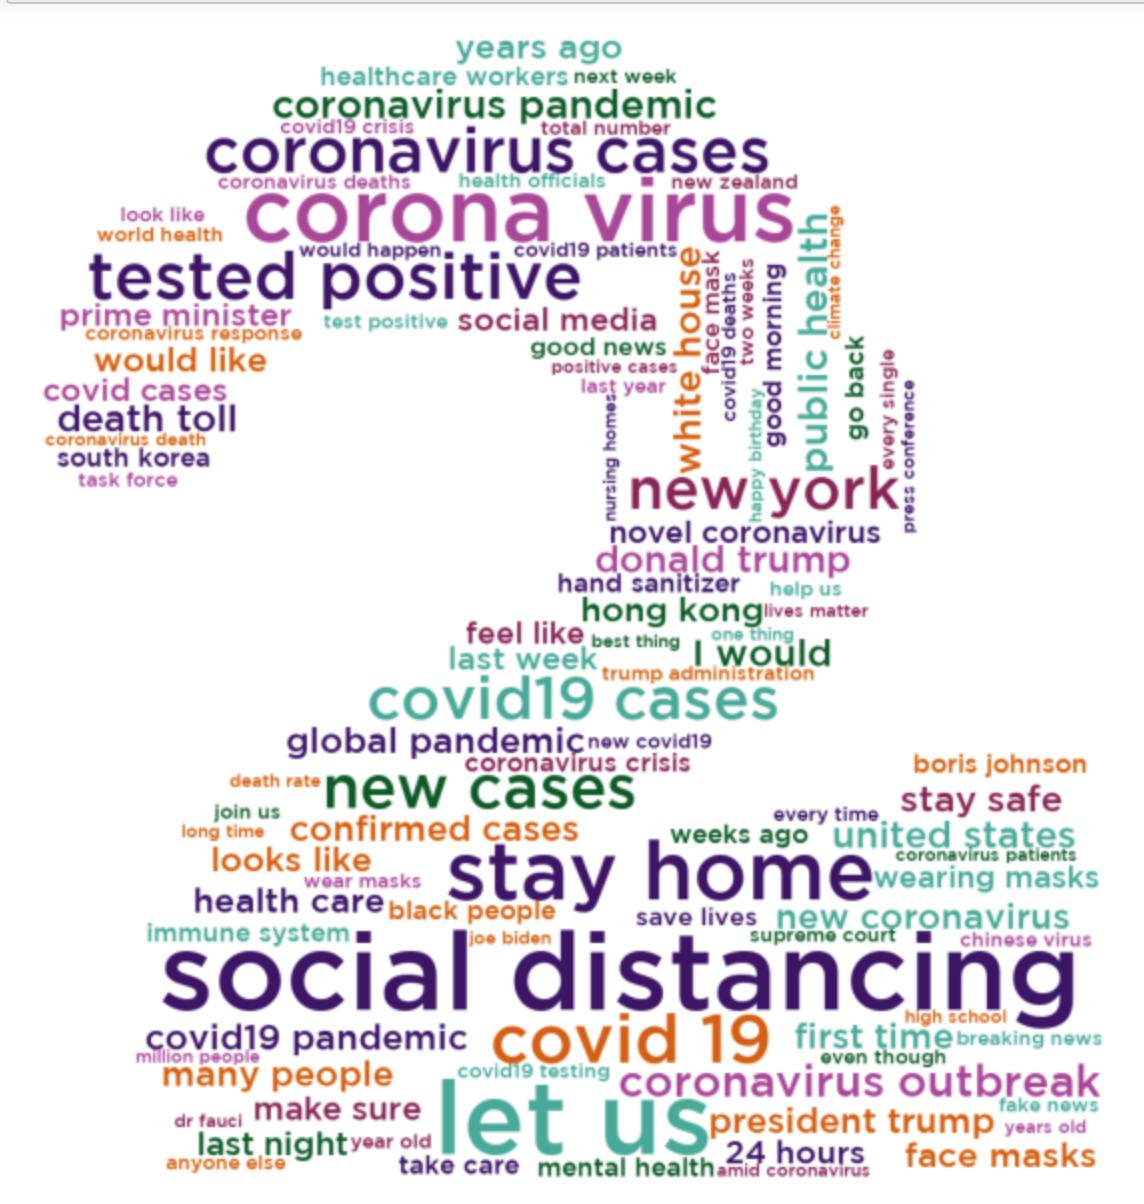 years ago
healthcare workers next week
coronavirus pandemic
covid19 crisis total number
coronavirus cases
coronavirus deaths health officials new zealand
look like corona virus
world health
would happen covid19 patients
tested positive
white house
face mask
covid19 deaths
two weeks
good morning
public health
climate change
prime minister test positive social media
coronavirus response
good news
would like
positive cases
covid cases
last year
go back
every single
press conference
happy birthday
nursing homes
death toll
coronavirus death
south korea
task force
new york
novel coronavirus
donald trump
hand sanitizer help us
hong kong lives matter
feel like best thing one thing
last week I would
trump administration
covid19 cases
global pandemic new covid19
coronavirus crisis boris johnson
death rate new cases stay safe
join us every time
long time confirmed cases weeks ago united states
looks like stay home coronavirus patients
wear masks wearing masks
health care black people save lives new coronavirus
immune system joe biden supreme court chinese virus
social distancing
high school
covid19 pandemic covid 19 first time breaking news
million people even though
many people covid19 testing coronavirus outbreak
make sure let us fake news
dr fauci president trump years old
last night year old 24 hours face masks
anyone else take care mental health amid coronavirus